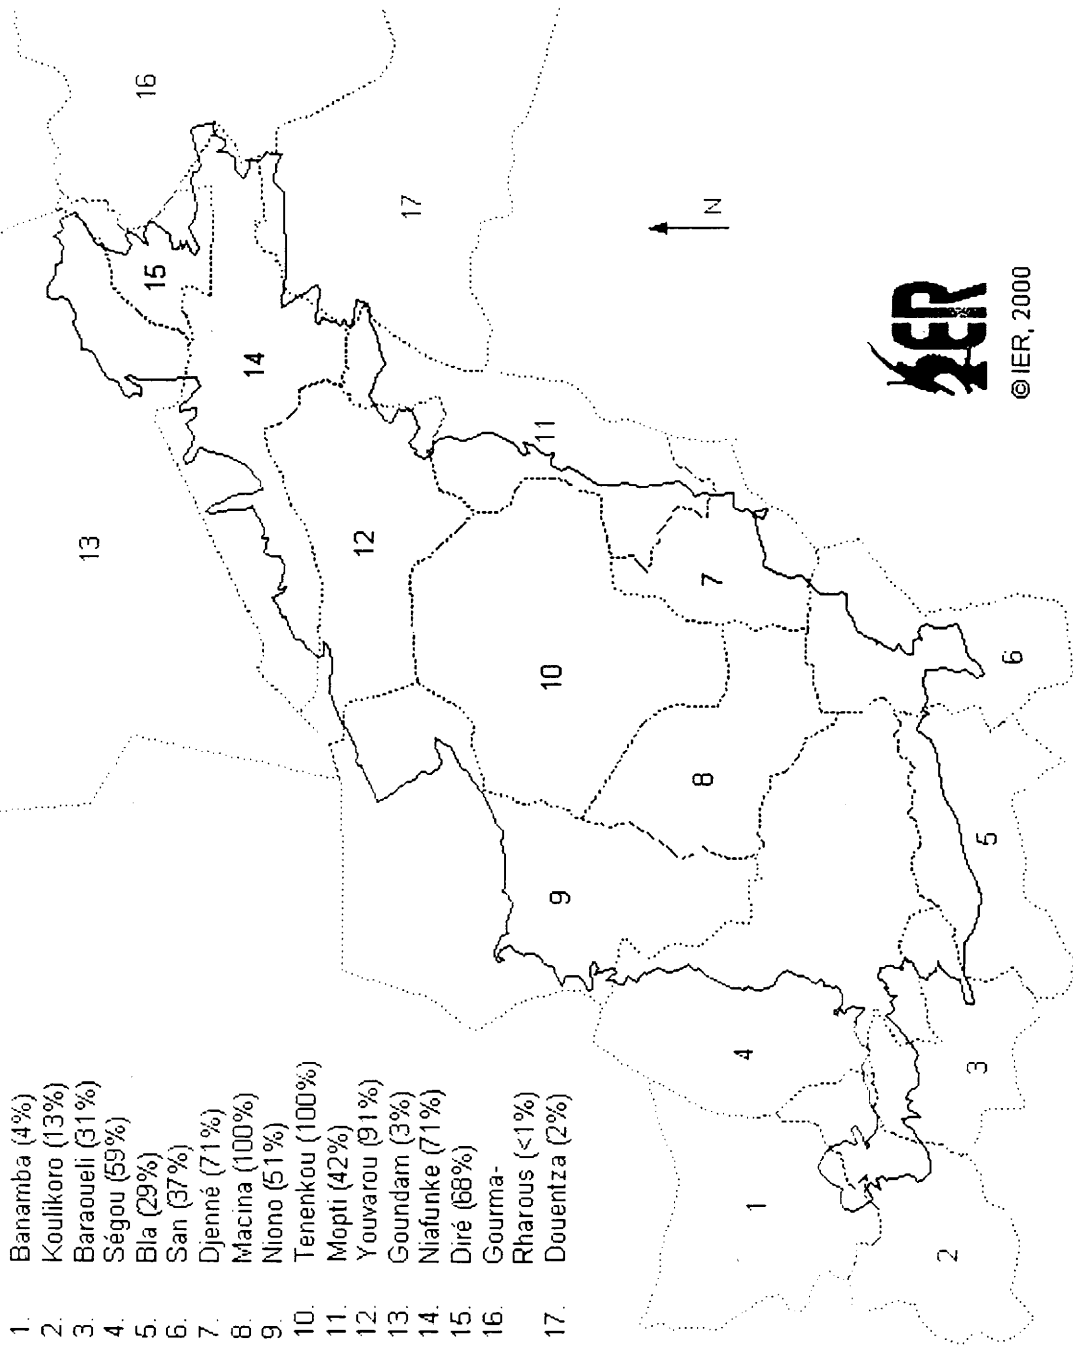 1. Banamba (4%)
2. Koulikoro (13%)
3. Baraoueli (31%)
4. Ségou (59%)
5. Bla (29%)
6. San (37%)
7. Djenné (71%)
8. Macina (100%)
9. Niono (51%)
10. Tenenkou (100%)
11. Mopti (42%)
12. Youvarou (91%)
13. Goundam (3%)
14. Niafunke (71%)
15. Diré (68%)
16. Gourma-
Rharous (<1%)
17. Douentza (2%)
16
15
17
14
13
12
11
10
7
9
8
6
5
4
3
1
2
N
IER
© IER, 2000